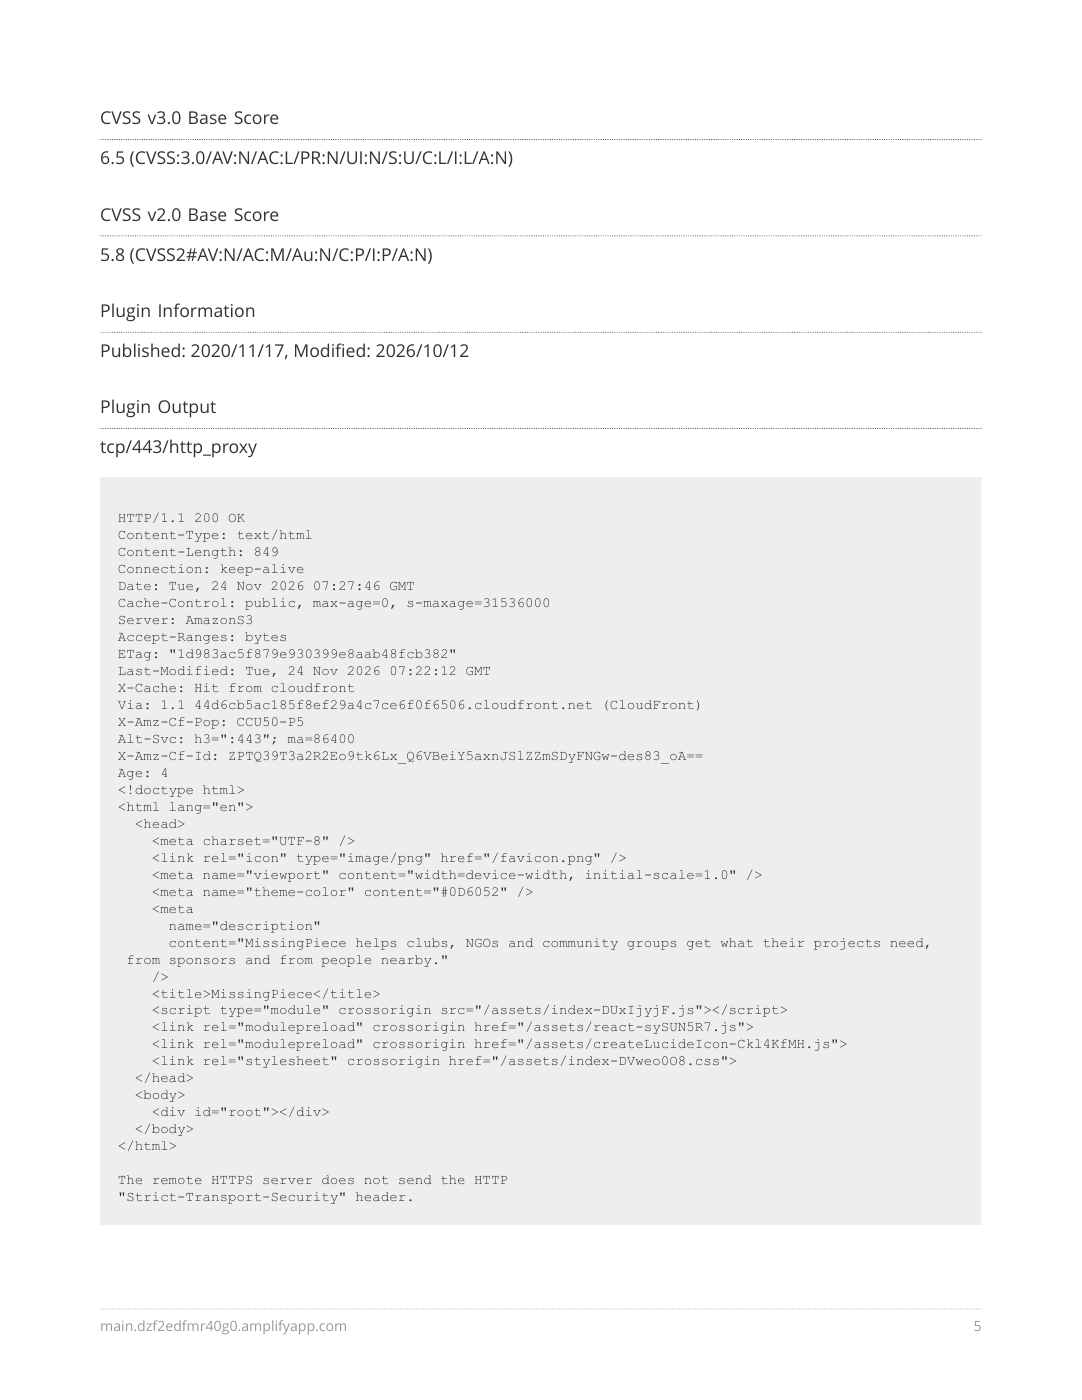 CVSS v3.0 Base Score
6.5 (CVSS:3.0/AV:N/AC:L/PR:N/UI:N/S:U/C:L/I:L/A:N)
CVSS v2.0 Base Score
5.8 (CVSS2#AV:N/AC:M/Au:N/C:P/I:P/A:N)
Plugin Information
Published: 2020/11/17, Modified: 2026/10/12
Plugin Output
tcp/443/http_proxy
HTTP/1.1 200 OK
Content-Type: text/html
Content-Length: 849
Connection: keep-alive
Date: Tue, 24 Nov 2026 07:27:46 GMT
Cache-Control: public, max-age=0, s-maxage=31536000
Server: AmazonS3
Accept-Ranges: bytes
ETag: "1d983ac5f879e930399e8aab48fcb382"
Last-Modified: Tue, 24 Nov 2026 07:22:12 GMT
X-Cache: Hit from cloudfront
Via: 1.1 44d6cb5ac185f8ef29a4c7ce6f0f6506.cloudfront.net (CloudFront)
X-Amz-Cf-Pop: CCU50-P5
Alt-Svc: h3=":443"; ma=86400
X-Amz-Cf-Id: ZPTQ39T3a2R2Eo9tk6Lx_Q6VBeiY5axnJSlZZmSDyFNGw-des83_oA==
Age: 4
<!doctype html>
<html lang="en">
  <head>
    <meta charset="UTF-8" />
    <link rel="icon" type="image/png" href="/favicon.png" />
    <meta name="viewport" content="width=device-width, initial-scale=1.0" />
    <meta name="theme-color" content="#0D6052" />
    <meta
      name="description"
      content="MissingPiece helps clubs, NGOs and community groups get what their projects need,
 from sponsors and from people nearby."
    />
    <title>MissingPiece</title>
    <script type="module" crossorigin src="/assets/index-DUxIjyjF.js"></script>
    <link rel="modulepreload" crossorigin href="/assets/react-sySUN5R7.js">
    <link rel="modulepreload" crossorigin href="/assets/createLucideIcon-Ckl4KfMH.js">
    <link rel="stylesheet" crossorigin href="/assets/index-DVweo0O8.css">
  </head>
  <body>
    <div id="root"></div>
  </body>
</html>
The remote HTTPS server does not send the HTTP
"Strict-Transport-Security" header.
main.dzf2edfmr40g0.amplifyapp.com
5